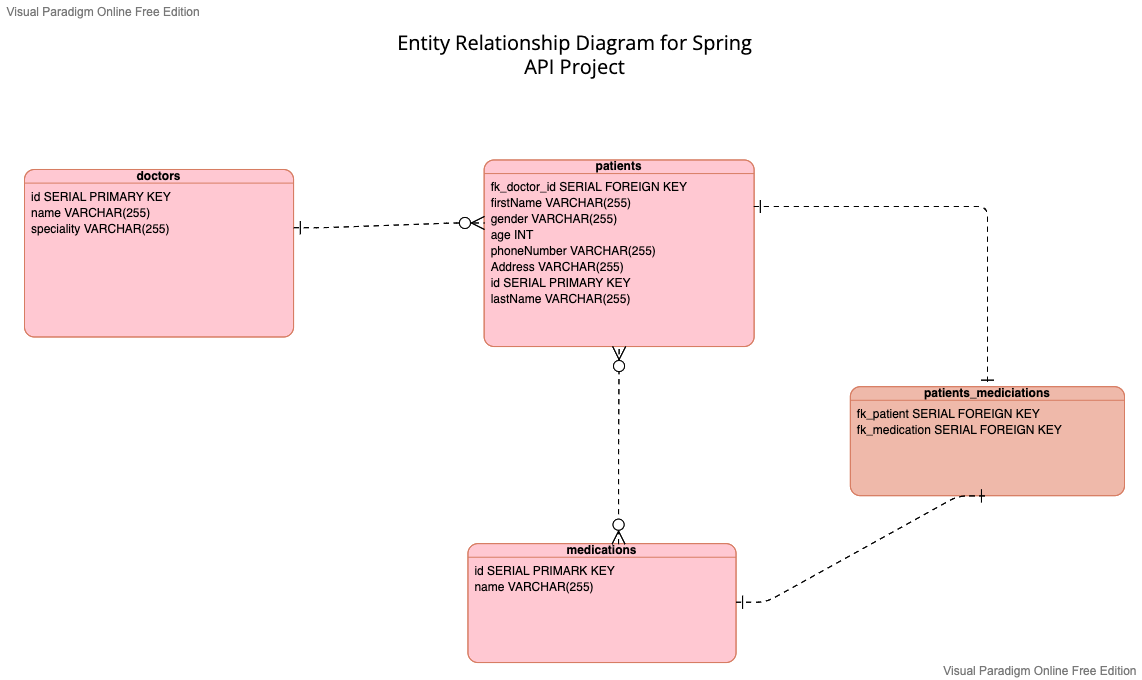 Visual Paradigm Online Free Edition
Entity Relationship Diagram for Spring
API Project
doctors
id SERIAL PRIMARY KEY
name VARCHAR(255)
speciality VARCHAR(255)
patients
fk_doctor_id SERIAL FOREIGN KEY
firstName VARCHAR(255)
gender VARCHAR(255)
age INT
phoneNumber VARCHAR(255)
Address VARCHAR(255)
id SERIAL PRIMARY KEY
lastName VARCHAR(255)
patients_mediciations
fk_patient SERIAL FOREIGN KEY
fk_medication SERIAL FOREIGN KEY
medications
id SERIAL PRIMARK KEY
name VARCHAR(255)
Visual Paradigm Online Free Edition